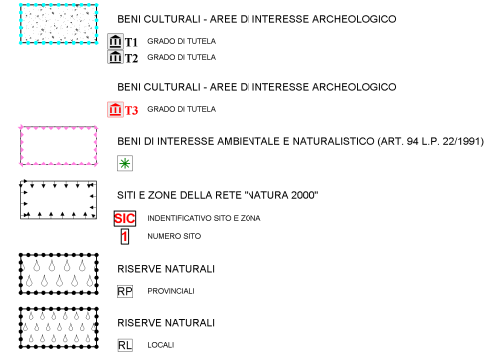 BENI CULTURALI - AREE DI INTERESSE ARCHEOLOGICO
T1 GRADO DI TUTELA
T2 GRADO DI TUTELA
BENI CULTURALI - AREE DI INTERESSE ARCHEOLOGICO
T3 GRADO DI TUTELA
BENI DI INTERESSE AMBIENTALE E NATURALISTICO (ART. 94 L.P. 22/1991)
SITI E ZONE DELLA RETE "NATURA 2000"
SIC INDENTIFICATIVO SITO E ZONA
1 NUMERO SITO
RISERVE NATURALI
RP PROVINCIALI
RISERVE NATURALI
RL LOCALI